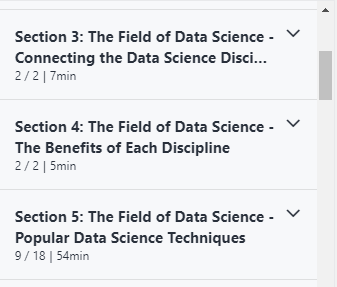 Section 3: The Field of Data Science -
Connecting the Data Science Disci...
2 / 2 | 7min
Section 4: The Field of Data Science -
The Benefits of Each Discipline
2 / 2 | 5min
Section 5: The Field of Data Science -
Popular Data Science Techniques
9 / 18 | 54min